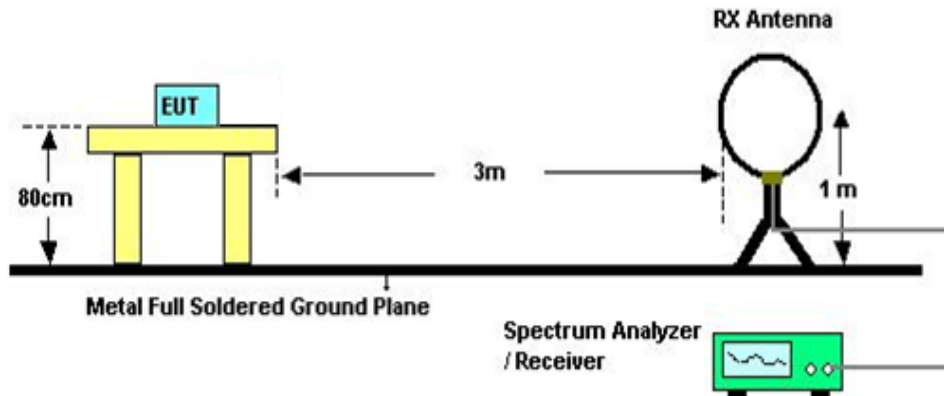 RX Antenna
EUT
80cm
3m
1 m
Metal Full Soldered Ground Plane
Spectrum Analyzer
/ Receiver